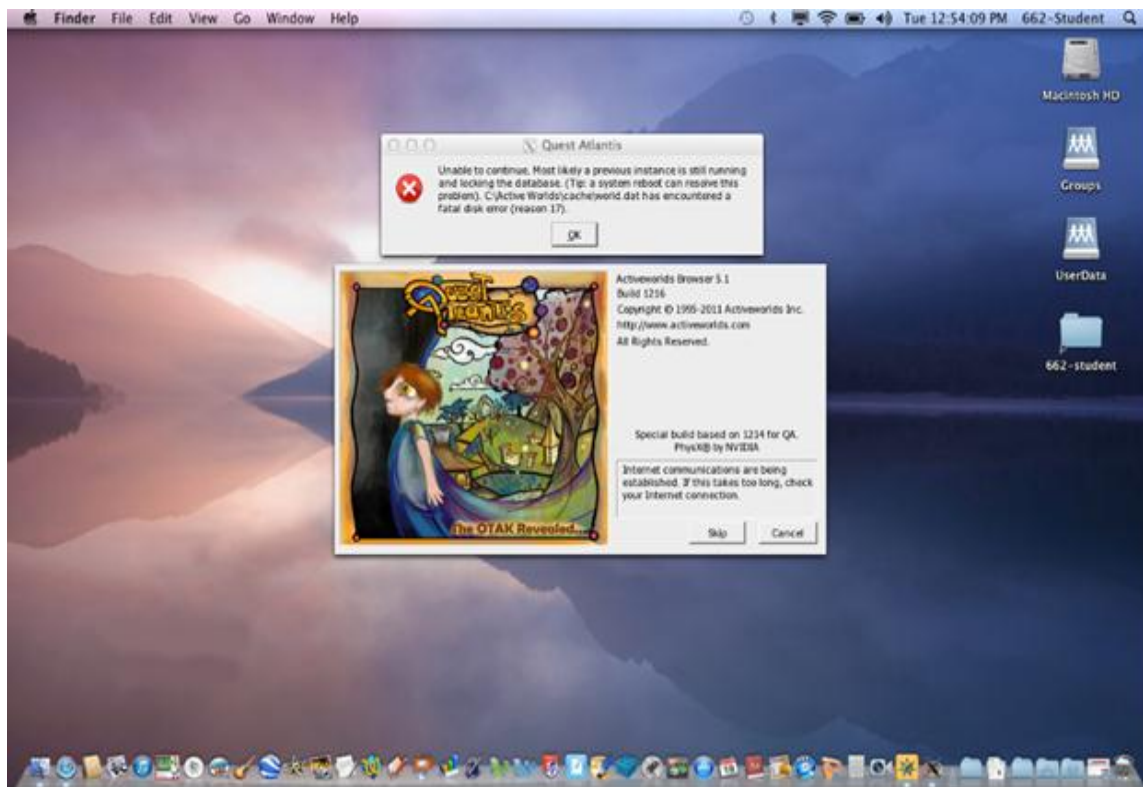 Finder File Edit View Go Window Help
Tue 12:54:09 PM 662-Student
Macintosh HD
Groups
UserData
662-student
Quest Atlantis
Unable to continue. Most likely a previous instance is still running
and locking the database. (Tip: a system reboot can resolve this
problem). C:\Active Worlds\cache\world.dat has encountered a
fatal disk error (reason 17).
OK
Quest
Atlantis
The OTAK Revealed...
Activeworlds Browser 5.1
Build 1216
Copyright © 1995-2011 Activeworlds Inc.
http://www.activeworlds.com
All Rights Reserved.
Special build based on 1214 for QA.
PhysX® by NVIDIA
Internet communications are being
established. If this takes too long, check
your Internet connection.
Skip Cancel